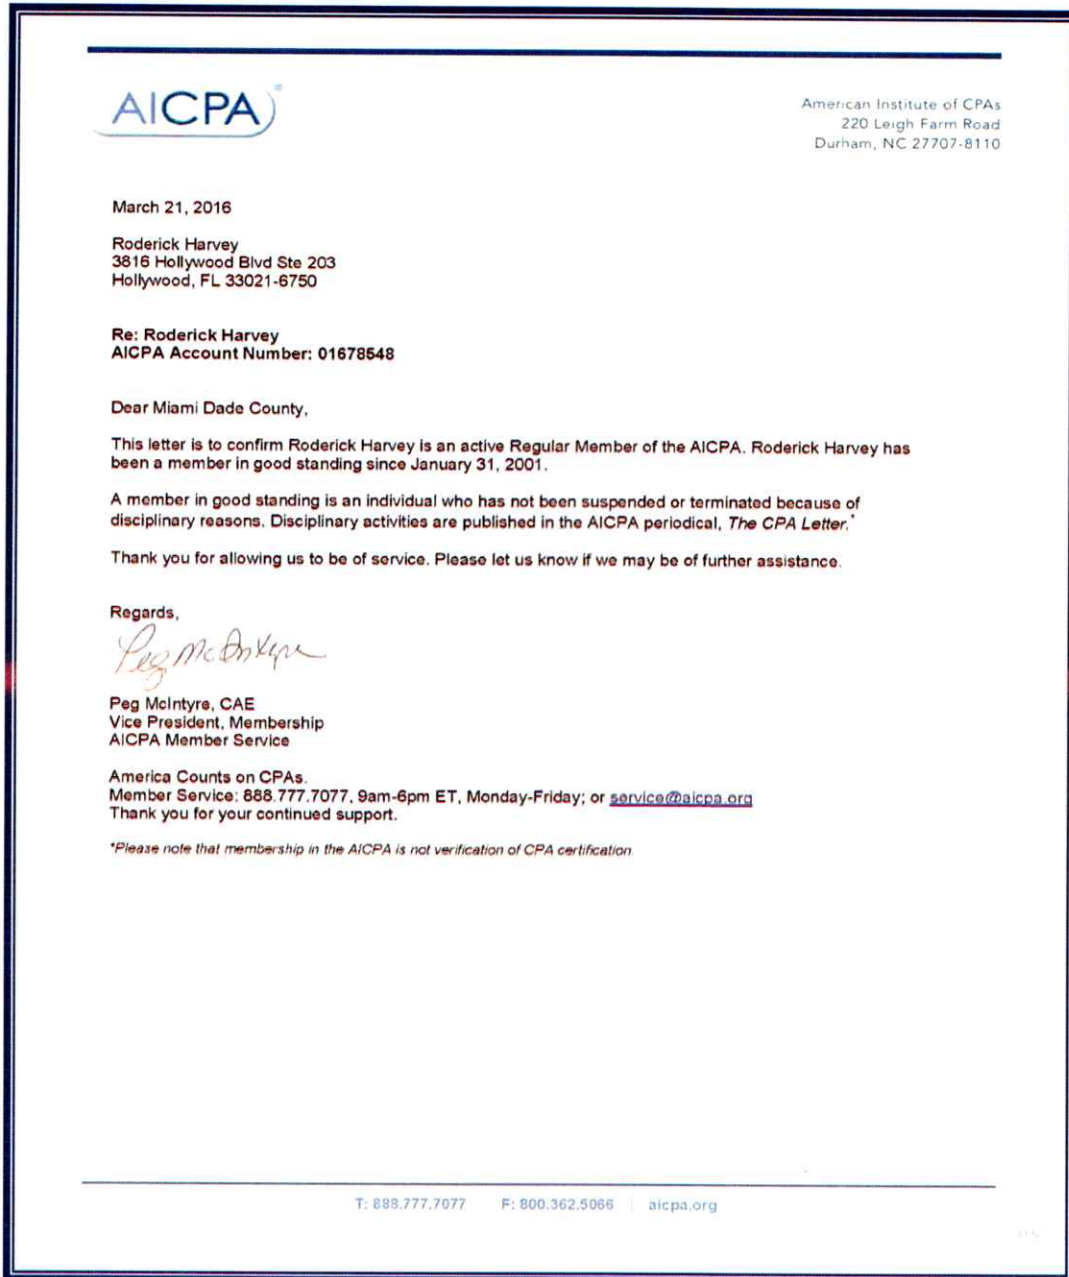 AICPA
American Institute of CPAs
220 Leigh Farm Road
Durham, NC 27707-8110
March 21, 2016
Roderick Harvey
3816 Hollywood Blvd Ste 203
Hollywood, FL 33021-6750
Re: Roderick Harvey
AICPA Account Number: 01678548
Dear Miami Dade County,
This letter is to confirm Roderick Harvey is an active Regular Member of the AICPA. Roderick Harvey has
been a member in good standing since January 31, 2001.
A member in good standing is an individual who has not been suspended or terminated because of
disciplinary reasons. Disciplinary activities are published in the AICPA periodical, The CPA Letter.*
Thank you for allowing us to be of service. Please let us know if we may be of further assistance.
Regards,
Peg McIntyre
Peg McIntyre, CAE
Vice President, Membership
AICPA Member Service
America Counts on CPAs.
Member Service: 888.777.7077, 9am-6pm ET, Monday-Friday; or service@aicpa.org
Thank you for your continued support.
*Please note that membership in the AICPA is not verification of CPA certification.
T: 888.777.7077 F: 800.362.5066 | aicpa.org